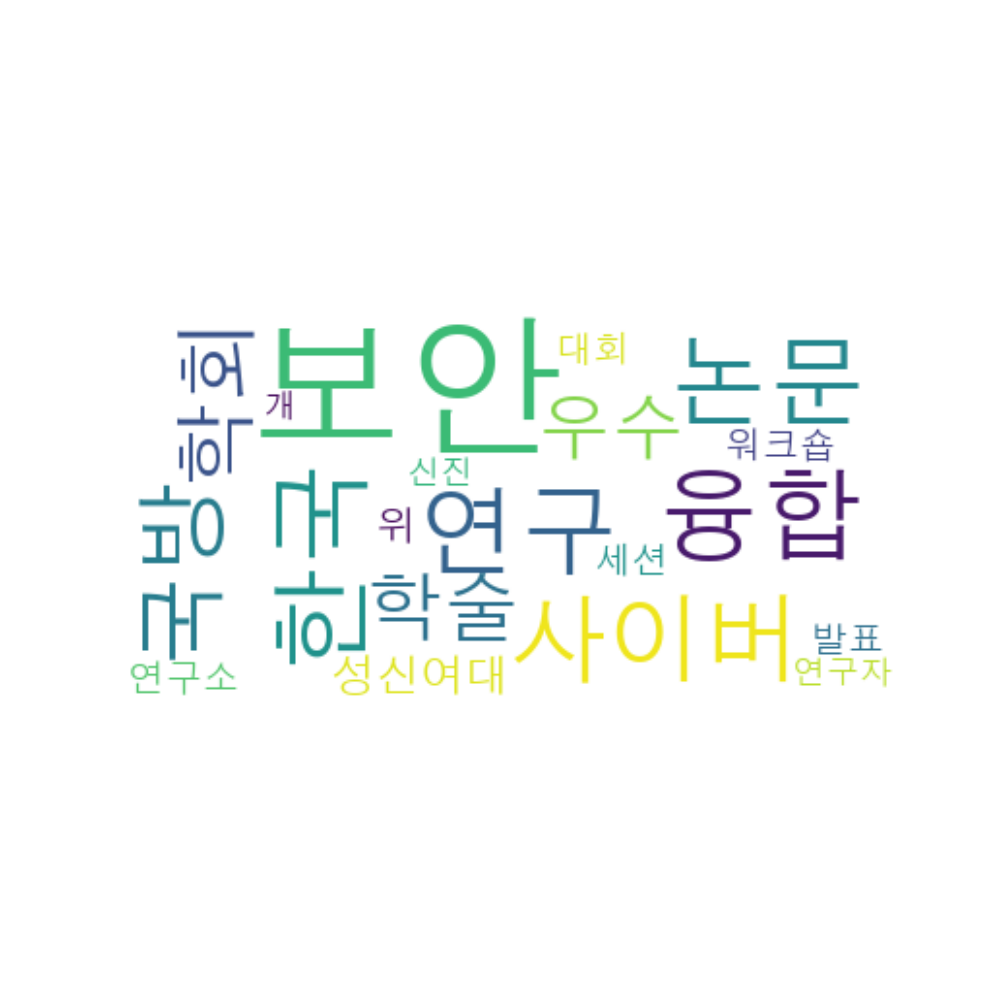 학회
보안
대회
논문
개
우수
워크숍
신진
국방
한국
위
연구
융합
세션
학술
사이버
발표
연구소
성신여대
연구자